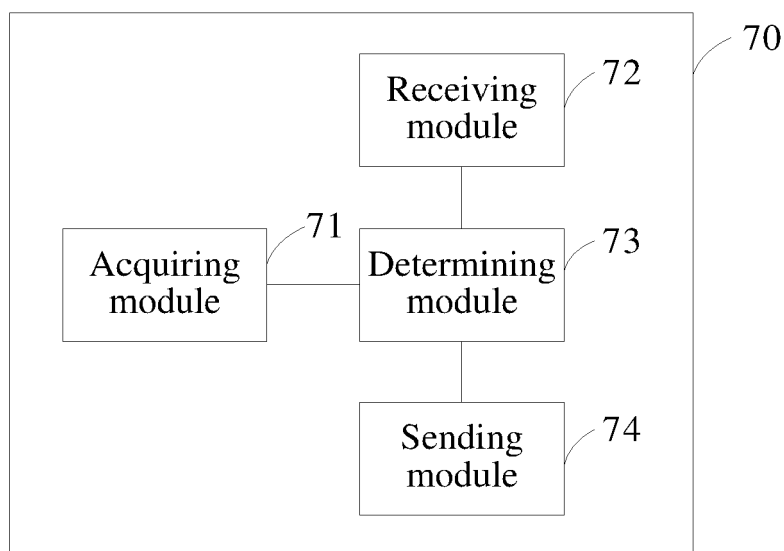 70
Receiving
module
72
Acquiring
module
71
Determining
module
73
Sending
module
74